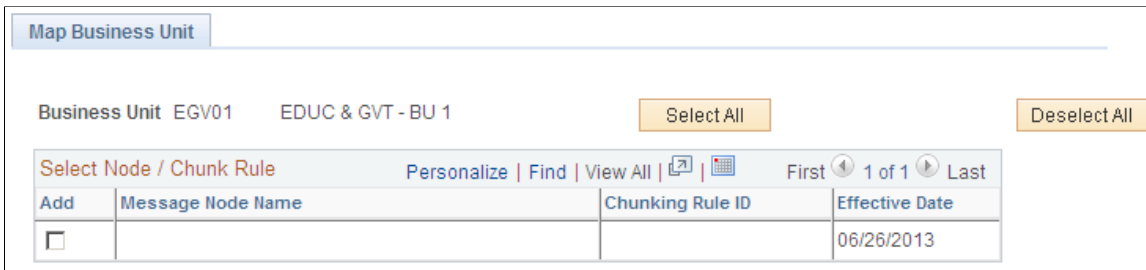 Map Business Unit
Business Unit EGV01 EDUC & GVT - BU 1 Select All Deselect All
Select Node / Chunk Rule Personalize | Find | View All | | First 1 of 1 Last
Add Message Node Name Chunking Rule ID Effective Date
06/26/2013